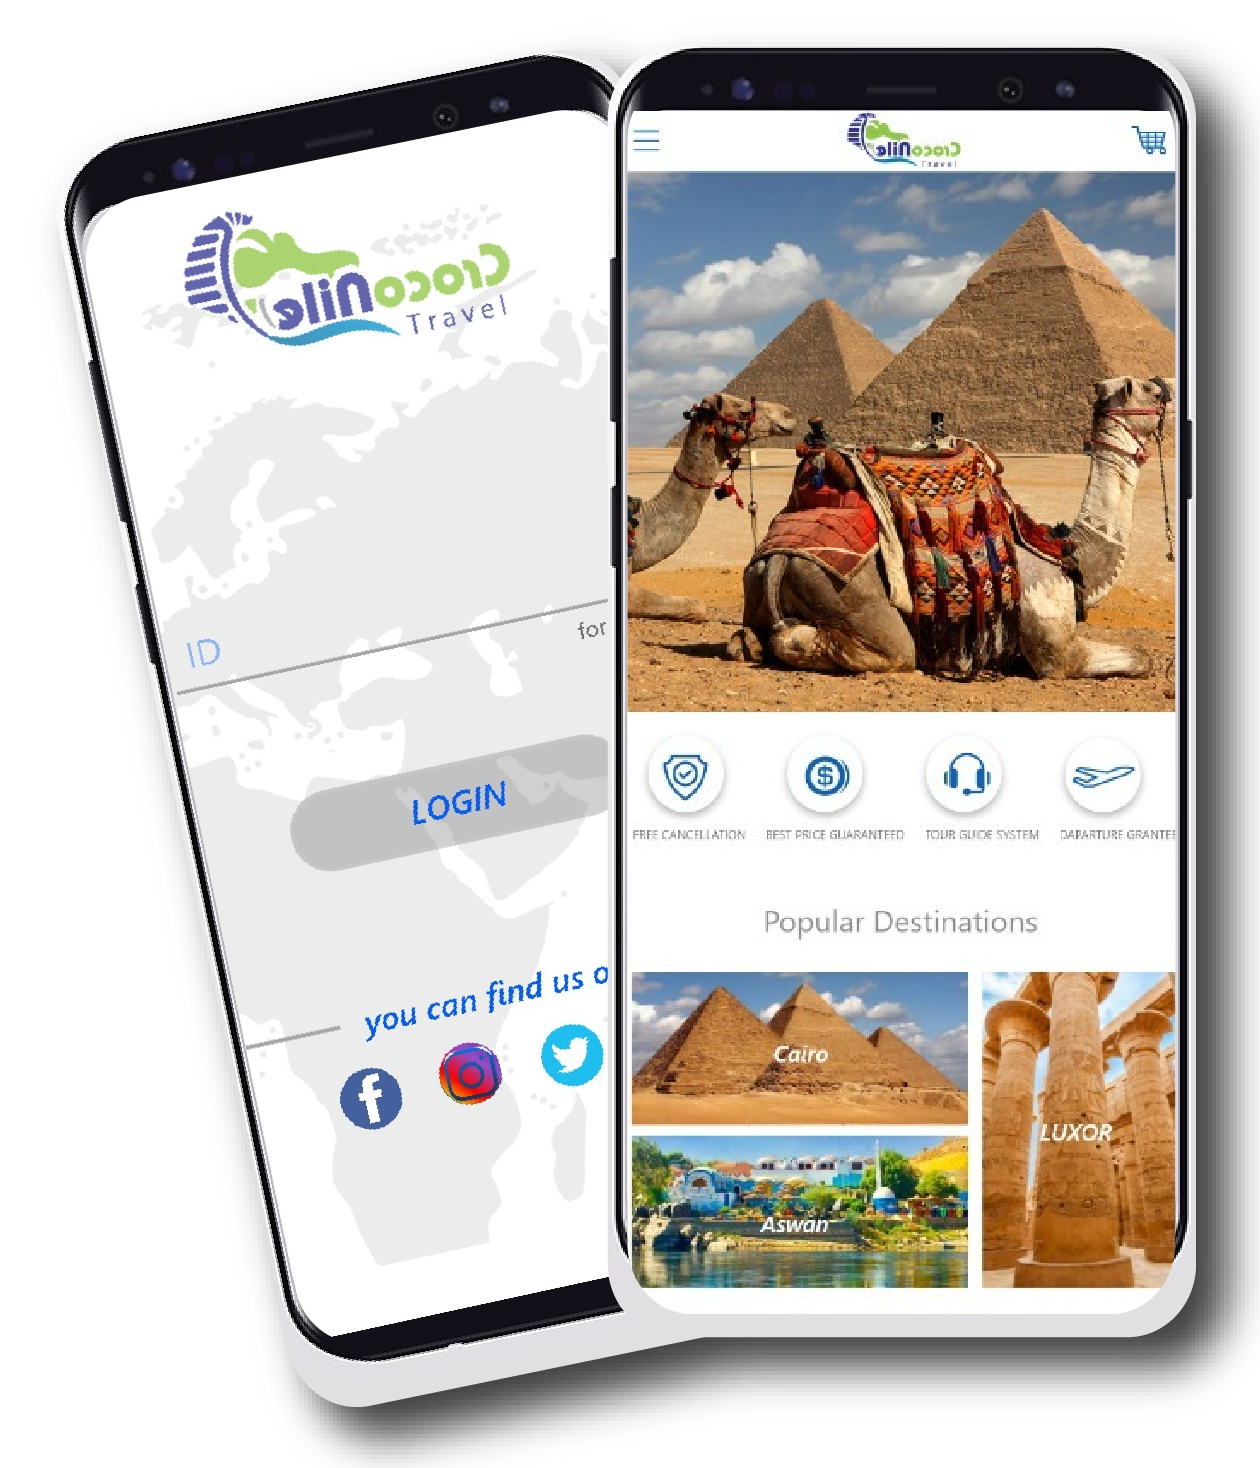 CrocoNile
Travel
ID
for
LOGIN
you can find us o
CrocoNile
Travel
FREE CANCELLATION
BEST PRICE GUARANTEED
TOUR GUIDE SYSTEM
DAPARTURE GRANTEE
Popular Destinations
Cairo
LUXOR
Aswan